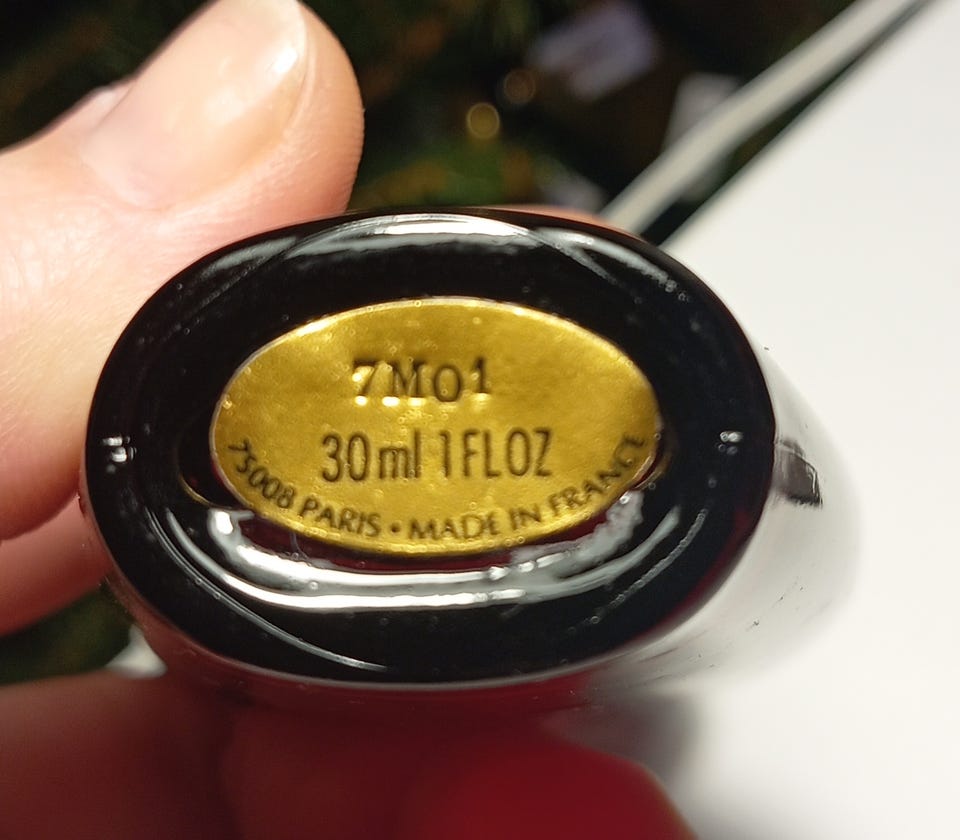 7M01
30ml 1FLOZ
75008 PARIS • MADE IN FRANCE